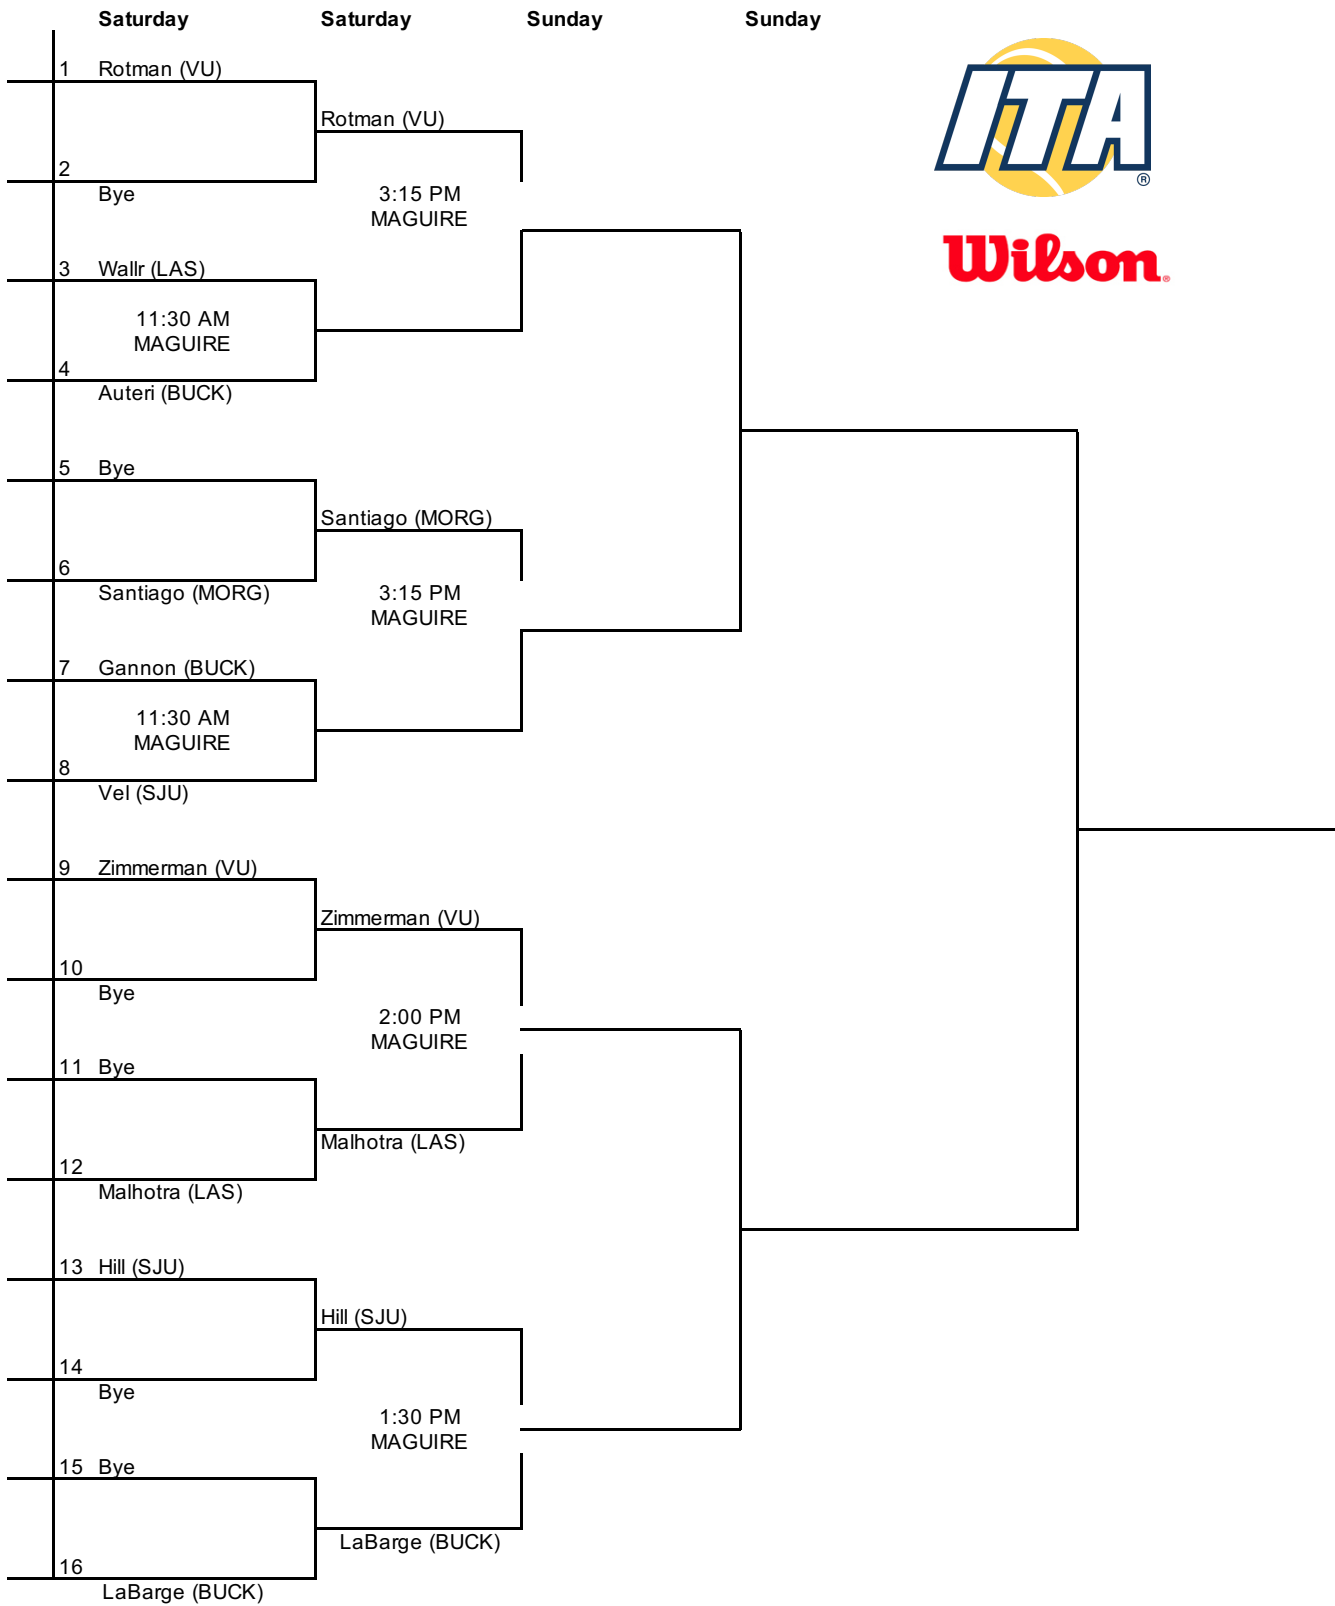 Saturday Saturday Sunday Sunday
1 Rotman (VU)
Rotman (VU)
2
Bye
3:15 PM
MAGUIRE
3 Wallr (LAS)
11:30 AM
MAGUIRE
4
Auteri (BUCK)
5 Bye
Santiago (MORG)
6
Santiago (MORG)
3:15 PM
MAGUIRE
7 Gannon (BUCK)
11:30 AM
MAGUIRE
8
Vel (SJU)
9 Zimmerman (VU)
Zimmerman (VU)
10
Bye
2:00 PM
MAGUIRE
11 Bye
Malhotra (LAS)
12
Malhotra (LAS)
13 Hill (SJU)
Hill (SJU)
14
Bye
1:30 PM
MAGUIRE
15 Bye
LaBarge (BUCK)
16
LaBarge (BUCK)
ITA ®
Wilson ®